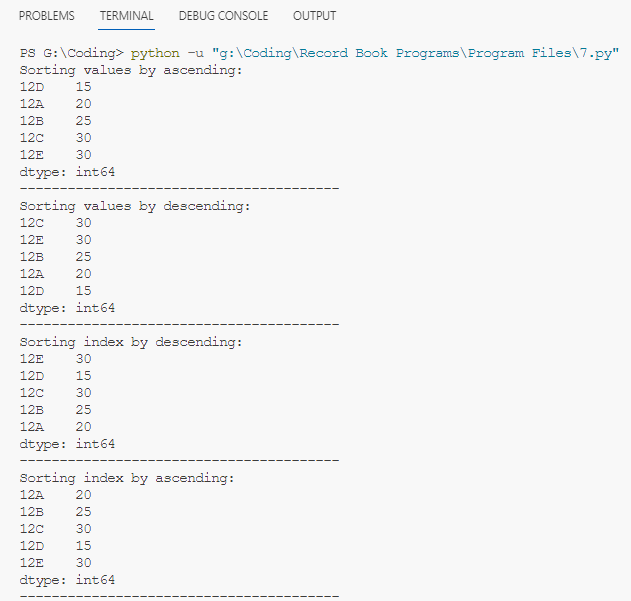 PROBLEMS TERMINAL DEBUG CONSOLE OUTPUT
PS G:\Coding> python -u "g:\Coding\Record Book Programs\Program Files\7.py"
Sorting values by ascending:
12D    15
12A    20
12B    25
12C    30
12E    30
dtype: int64
----------------------------------------
Sorting values by descending:
12C    30
12E    30
12B    25
12A    20
12D    15
dtype: int64
----------------------------------------
Sorting index by descending:
12E    30
12D    15
12C    30
12B    25
12A    20
dtype: int64
----------------------------------------
Sorting index by ascending:
12A    20
12B    25
12C    30
12D    15
12E    30
dtype: int64
----------------------------------------